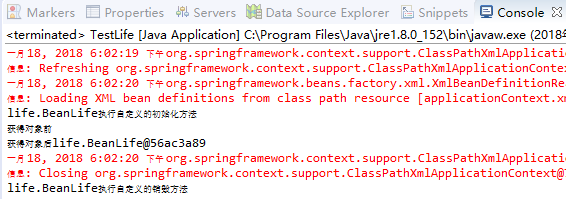 Markers Properties Servers Data Source Explorer Snippets Console
<terminated> TestLife [Java Application] C:\Program Files\Java\jre1.8.0_152\bin\javaw.exe (2018年
一月 18, 2018 6:02:19 下午 org.springframework.context.support.ClassPathXmlApplicatio
信息: Refreshing org.springframework.context.support.ClassPathXmlApplicationContex
一月 18, 2018 6:02:20 下午 org.springframework.beans.factory.xml.XmlBeanDefinitionRe
信息: Loading XML bean definitions from class path resource [applicationContext.xm
life.BeanLife执行自定义的初始化方法
获得对象前
获得对象后life.BeanLife@56ac3a89
一月 18, 2018 6:02:20 下午 org.springframework.context.support.ClassPathXmlApplicatio
信息: Closing org.springframework.context.support.ClassPathXmlApplicationContext@
life.BeanLife执行自定义的销毁方法